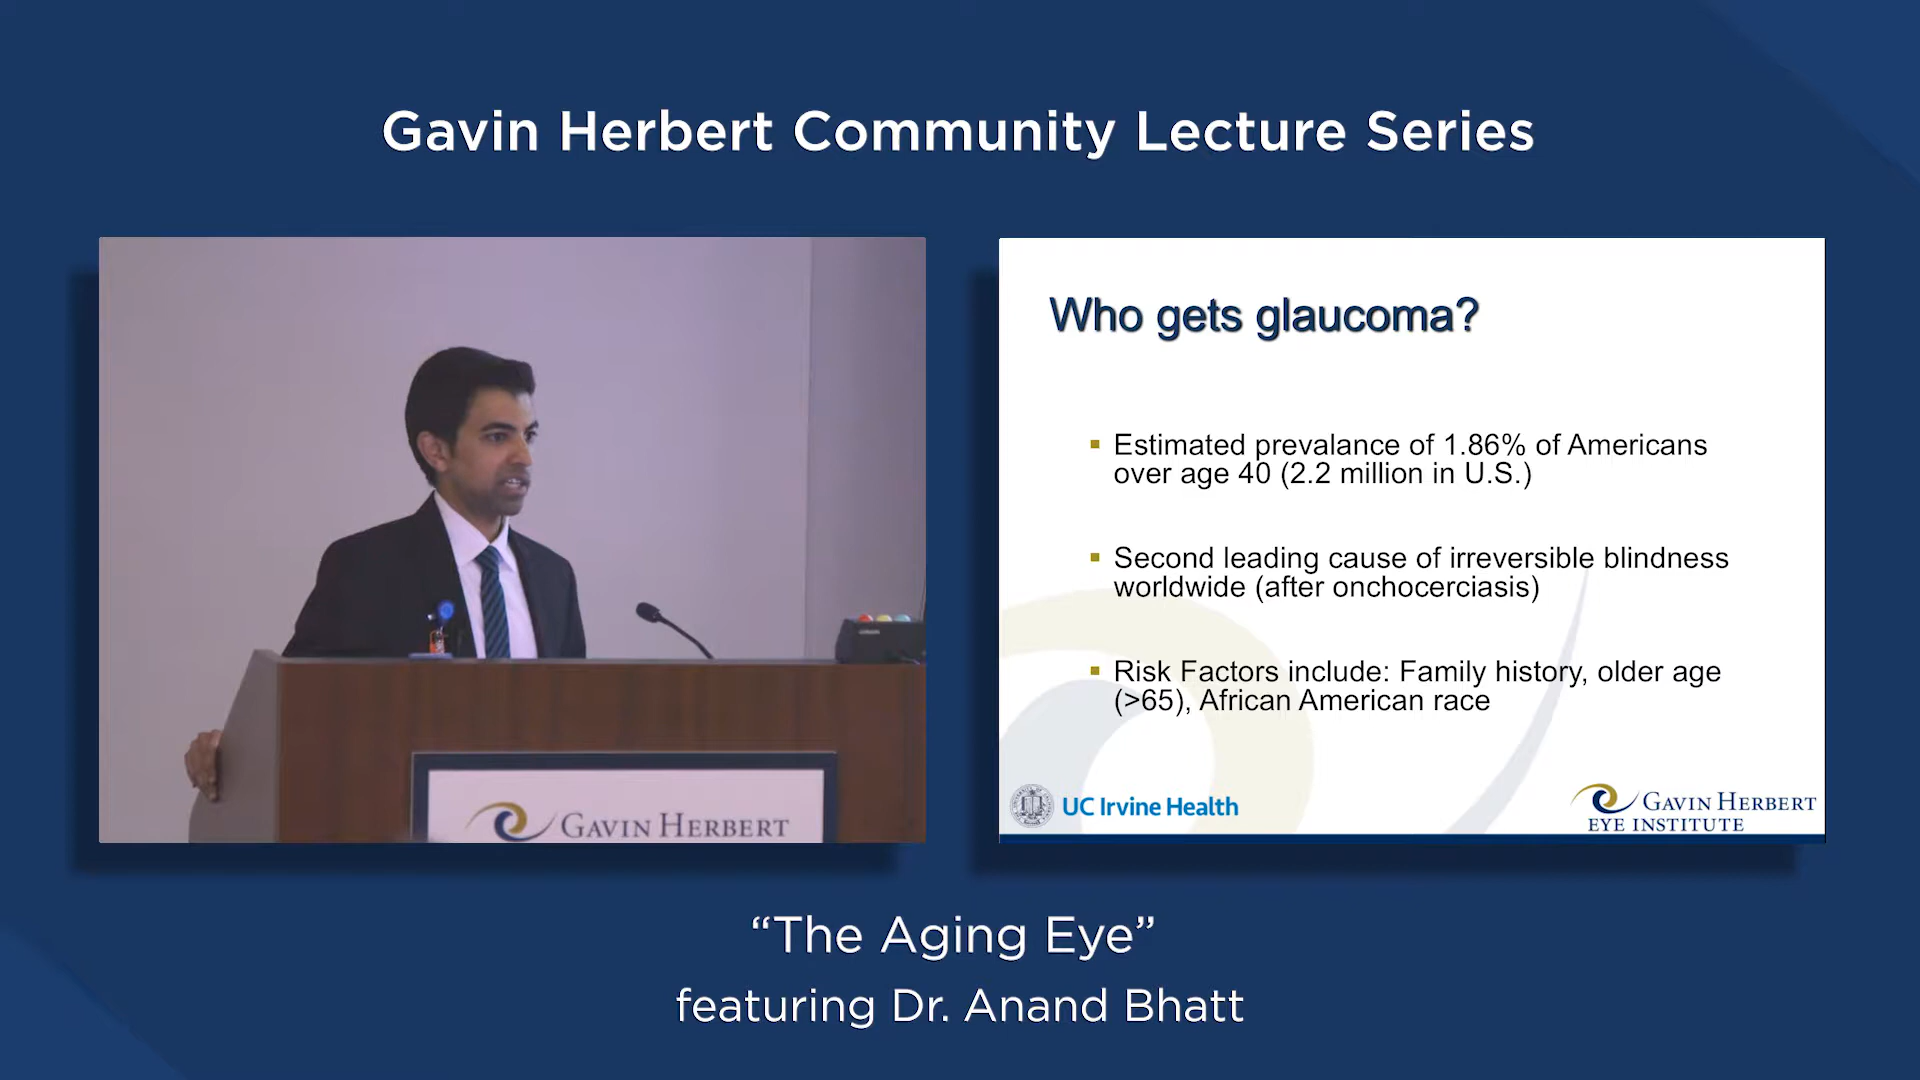 Gavin Herbert Community Lecture Series
GAVIN HERBERT
Who gets glaucoma?
▪ Estimated prevalance of 1.86% of Americans
over age 40 (2.2 million in U.S.)
▪ Second leading cause of irreversible blindness
worldwide (after onchocerciasis)
▪ Risk Factors include: Family history, older age
(>65), African American race
UC Irvine Health
GAVIN HERBERT
EYE INSTITUTE
“The Aging Eye”
featuring Dr. Anand Bhatt